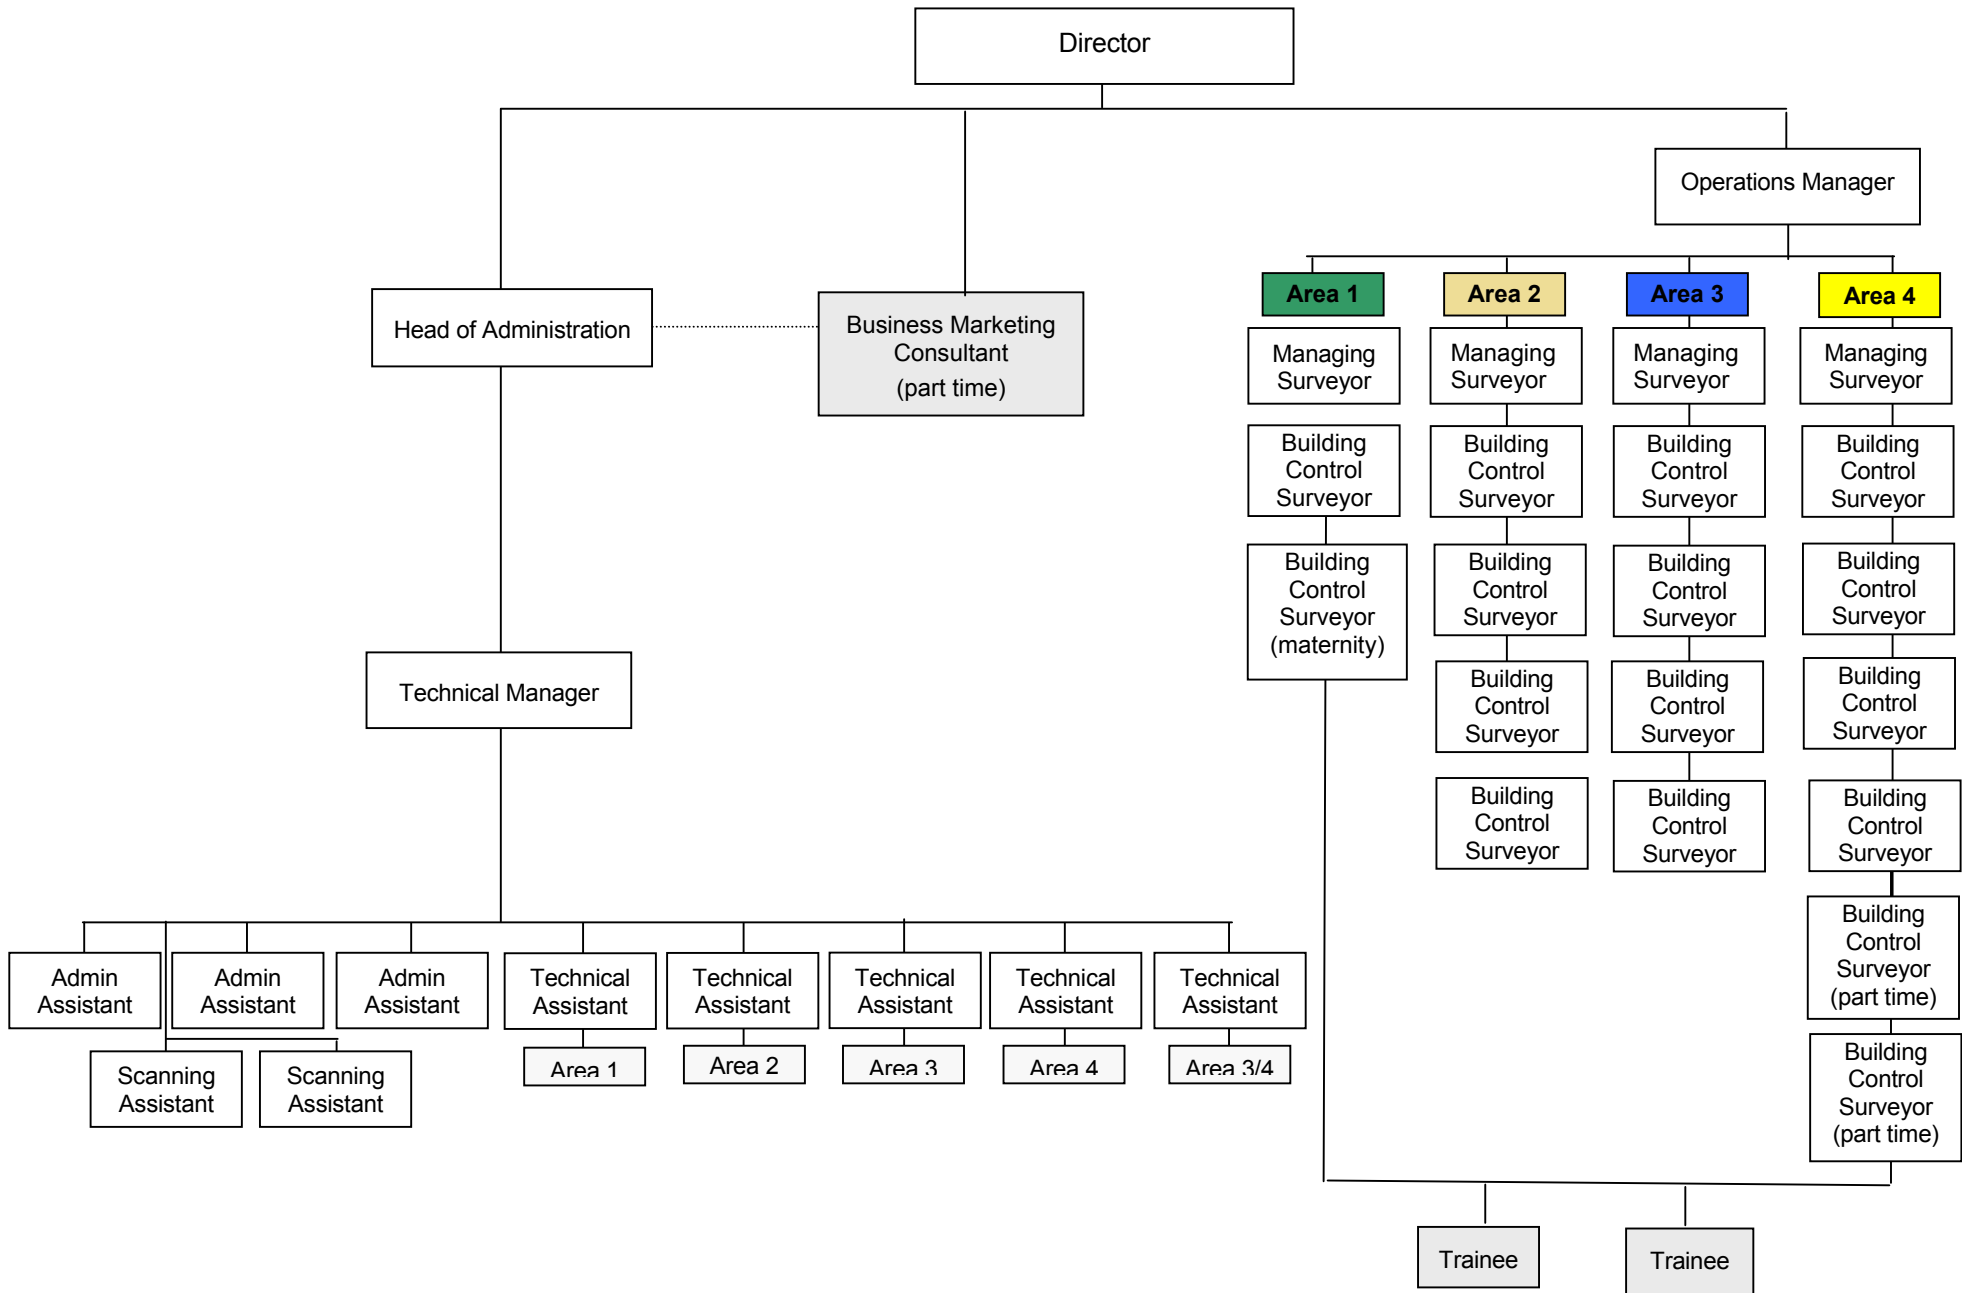 Director
Operations Manager
Head of Administration
Business Marketing
Consultant
(part time)
Area 1
Managing
Surveyor
Building
Control
Surveyor
Building
Control
Surveyor
(maternity)
Area 2
Managing
Surveyor
Building
Control
Surveyor
Building
Control
Surveyor
Building
Control
Surveyor
Building
Control
Surveyor
Area 3
Managing
Surveyor
Building
Control
Surveyor
Building
Control
Surveyor
Building
Control
Surveyor
Building
Control
Surveyor
Area 4
Managing
Surveyor
Building
Control
Surveyor
Building
Control
Surveyor
Building
Control
Surveyor
Building
Control
Surveyor
Building
Control
Surveyor
(part time)
Building
Control
Surveyor
(part time)
Technical Manager
Admin
Assistant
Admin
Assistant
Admin
Assistant
Technical
Assistant
Area 1
Technical
Assistant
Area 2
Technical
Assistant
Area 3
Technical
Assistant
Area 4
Technical
Assistant
Area 3/4
Scanning
Assistant
Scanning
Assistant
Trainee
Trainee